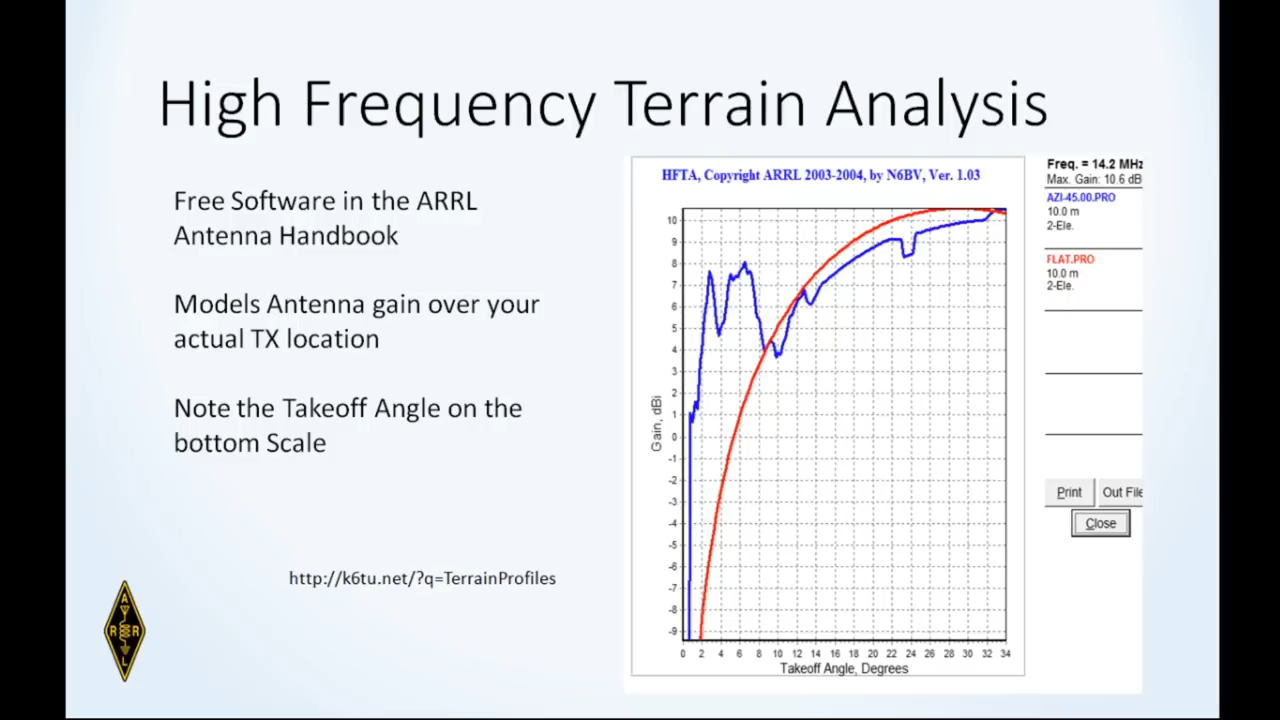 High Frequency Terrain Analysis
Free Software in the ARRL
Antenna Handbook
Models Antenna gain over your
actual TX location
Note the Takeoff Angle on the
bottom Scale
http://k6tu.net/?q=TerrainProfiles
A
R R
L
HFTA, Copyright ARRL 2003-2004, by N6BV, Ver. 1.03
10
9
8
7
6
5
4
3
2
1
0
-1
-2
-3
-4
-5
-6
-7
-8
-9
Gain, dBi
0 2 4 6 8 10 12 14 16 18 20 22 24 26 28 30 32 34
Takeoff Angle, Degrees
Freq. = 14.2 MHz
Max. Gain: 10.6 dB
AZI-45.00.PRO
10.0 m
2-Ele.
FLAT.PRO
10.0 m
2-Ele.
Print Out File
Close